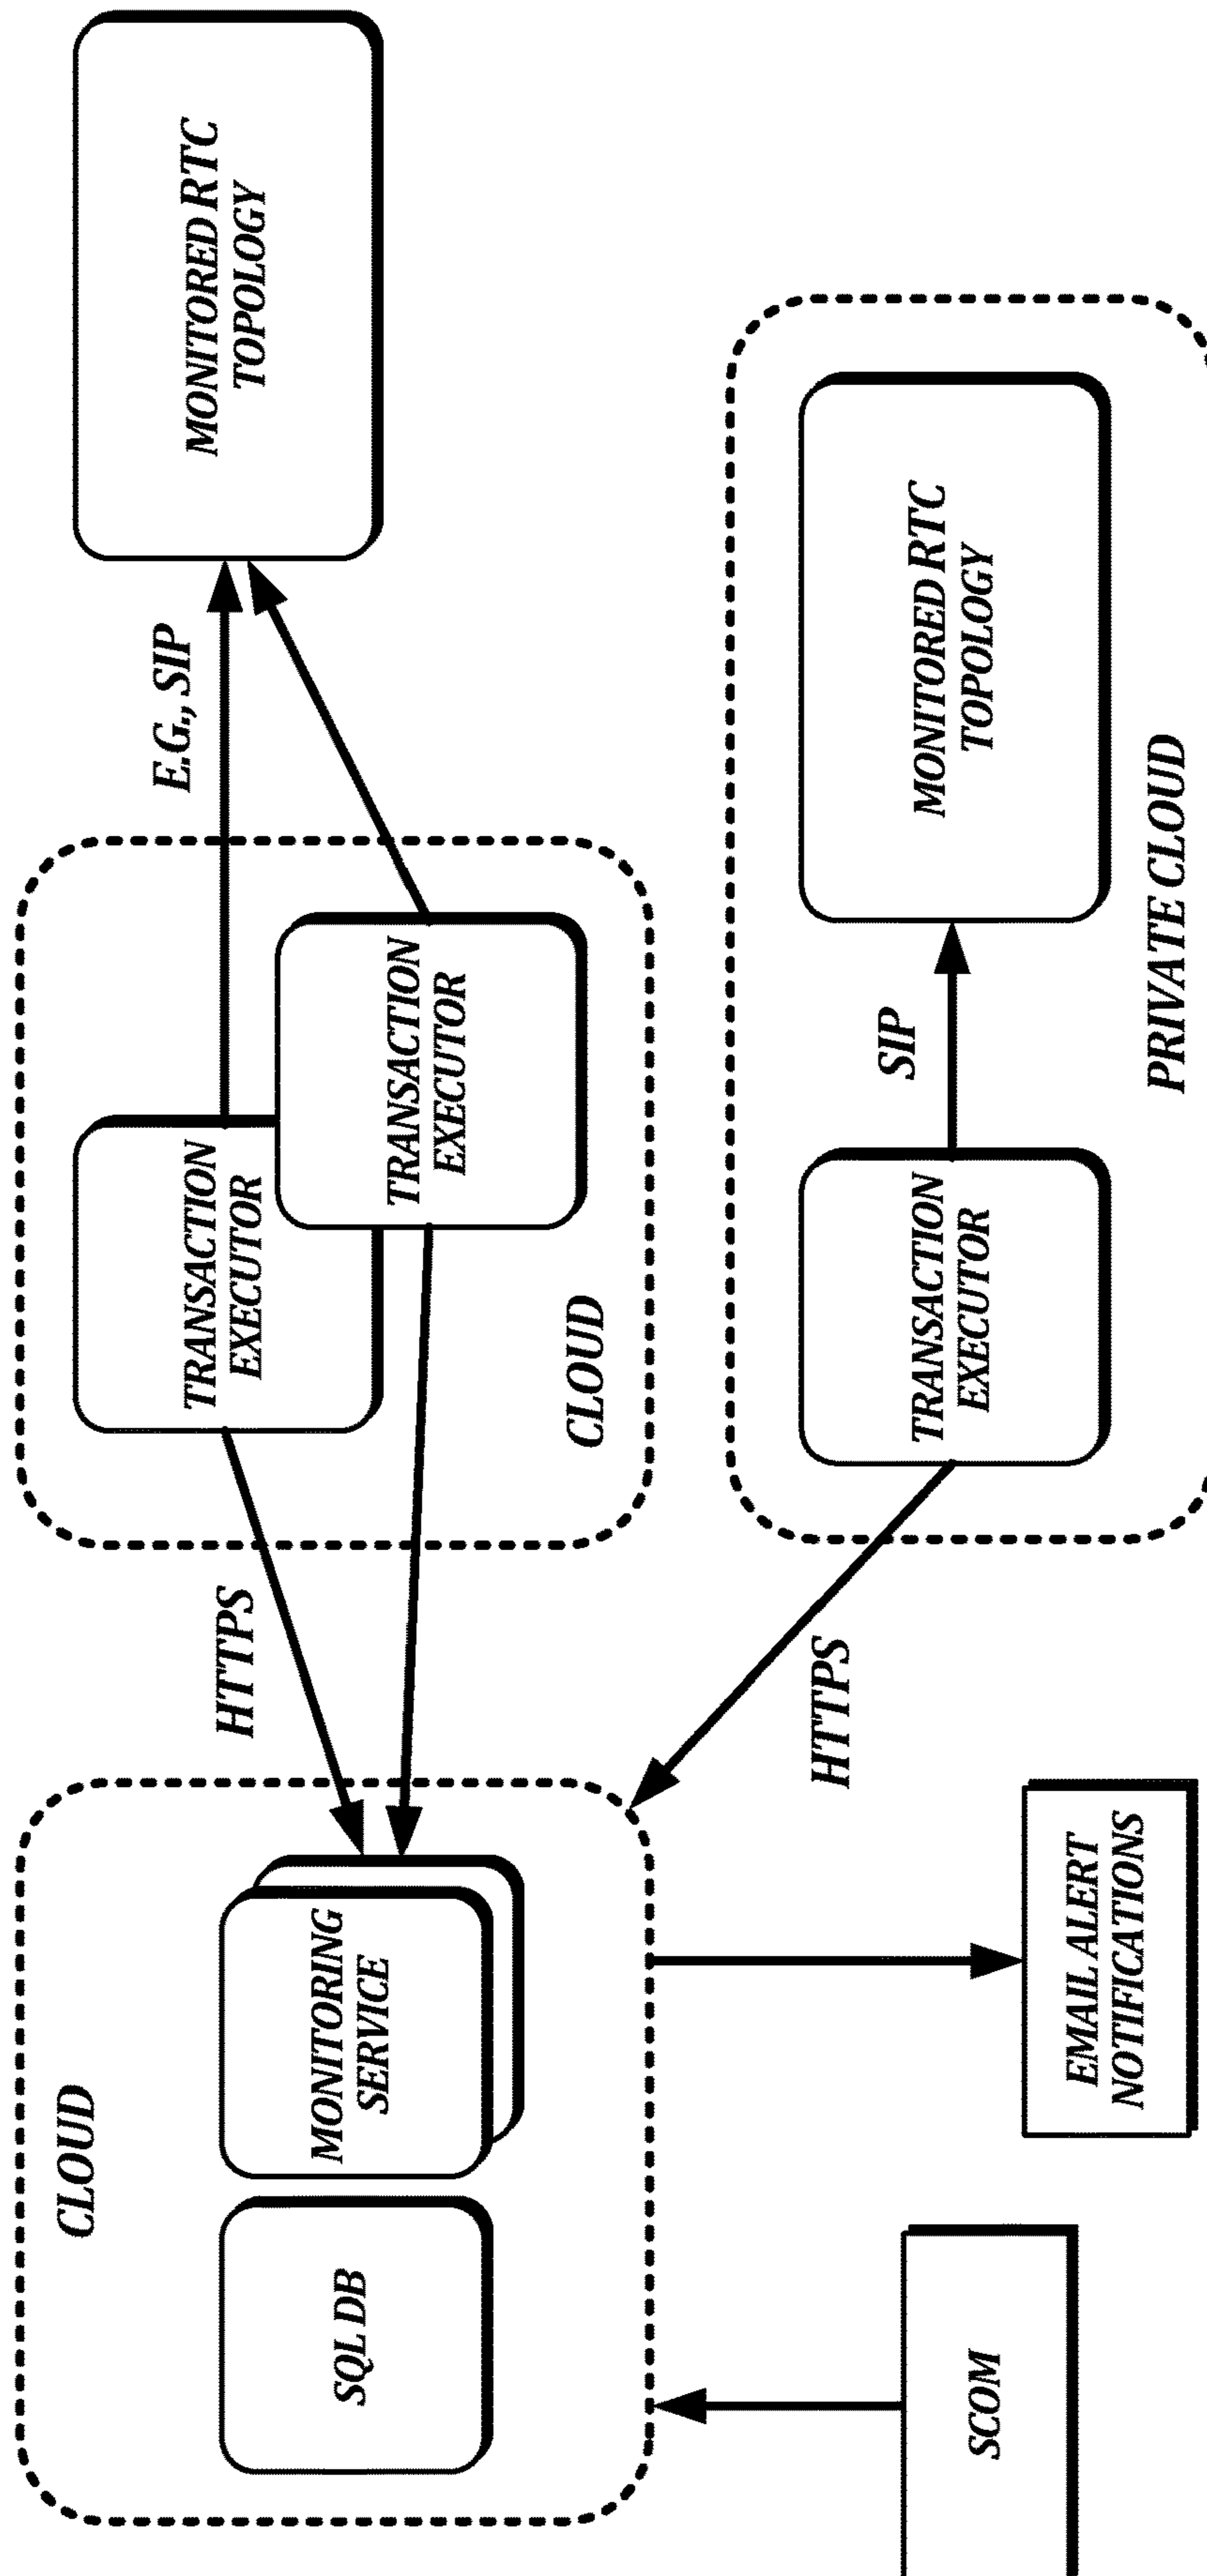 CLOUD
SQL DB
MONITORING
SERVICE
HTTPS
TRANSACTION
EXECUTOR
TRANSACTION
EXECUTOR
CLOUD
E.G., SIP
MONITORED RTC
TOPOLOGY
SCOM
EMAIL ALERT
NOTIFICATIONS
HTTPS
TRANSACTION
EXECUTOR
SIP
MONITORED RTC
TOPOLOGY
PRIVATE CLOUD